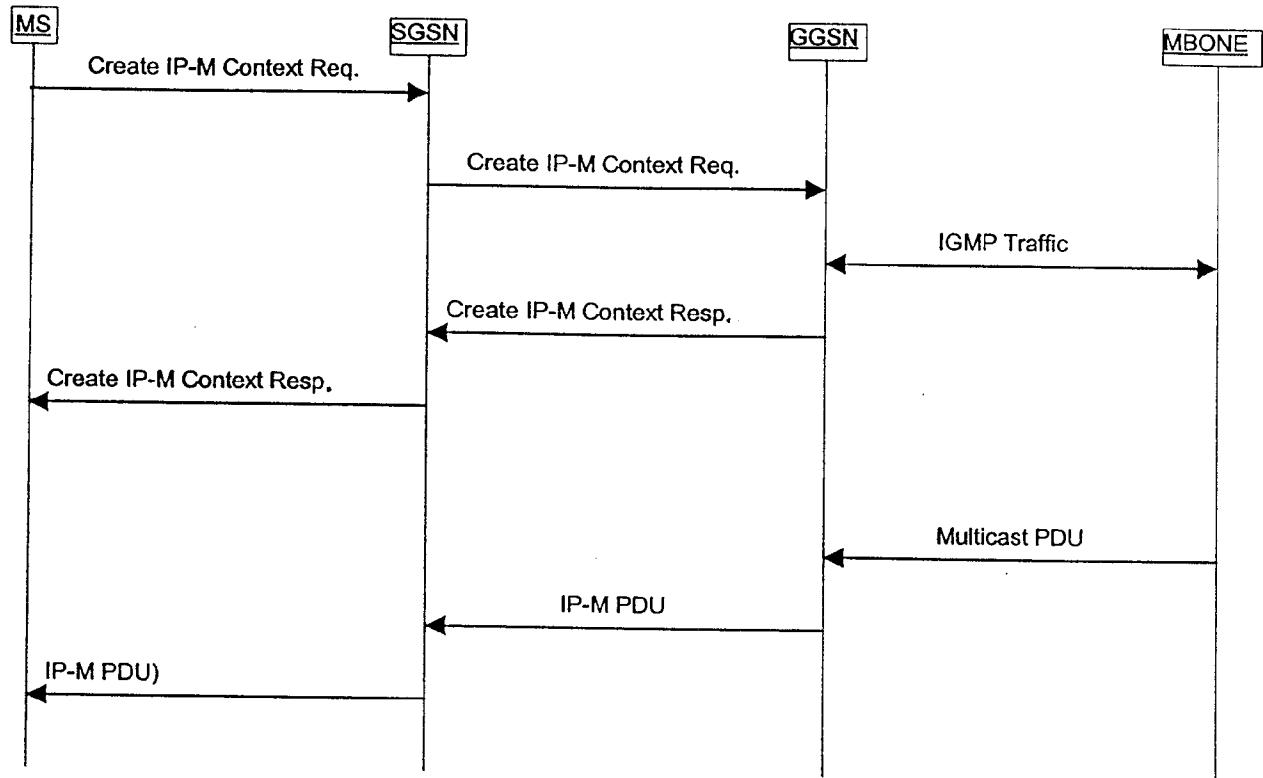 MS
SGSN
GGSN
MBONE
Create IP-M Context Req.
Create IP-M Context Req.
IGMP Traffic
Create IP-M Context Resp.
Create IP-M Context Resp.
Multicast PDU
IP-M PDU
IP-M PDU)